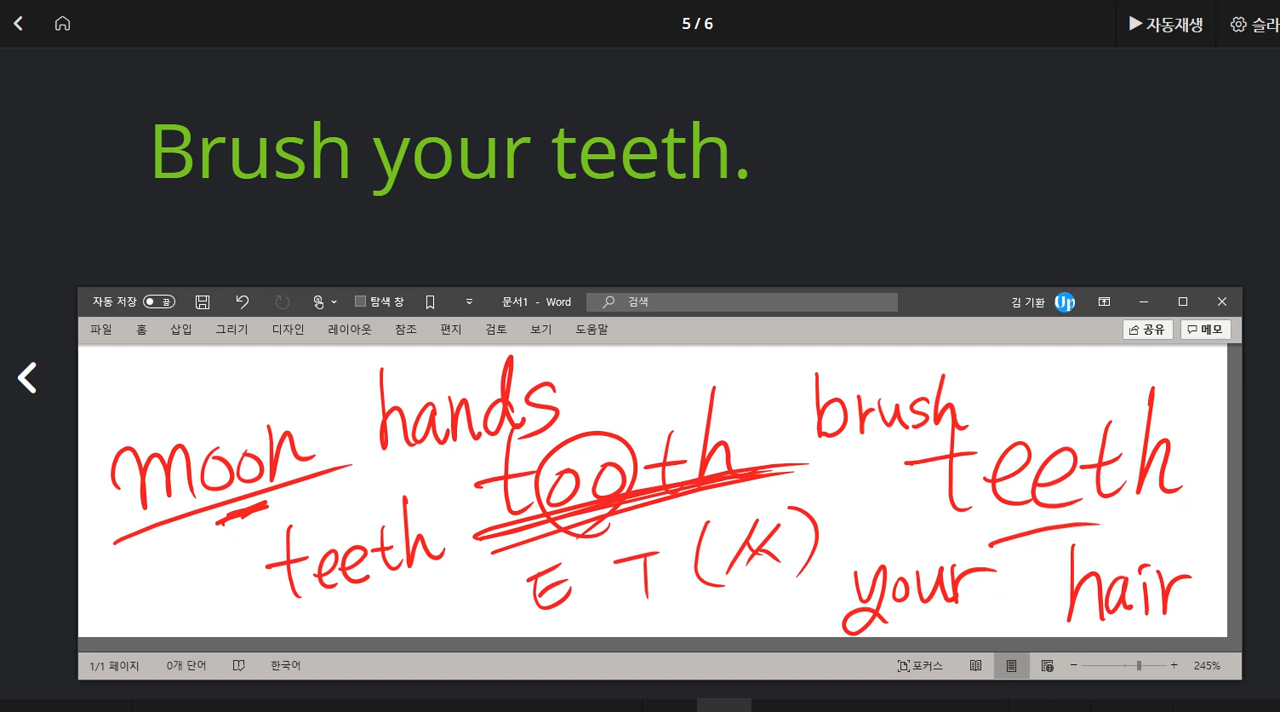 5 / 6
자동재생
슬라
Brush your teeth.
자동 저장 끔
탐색 창
문서1 - Word
검색
김 기환
Up
파일 홈 삽입 그리기 디자인 레이아웃 참조 편지 검토 보기 도움말
공유
메모
hands brush
moon tooth teeth
teeth
your hair
1/1 페이지 0개 단어 한국어
포커스
245%